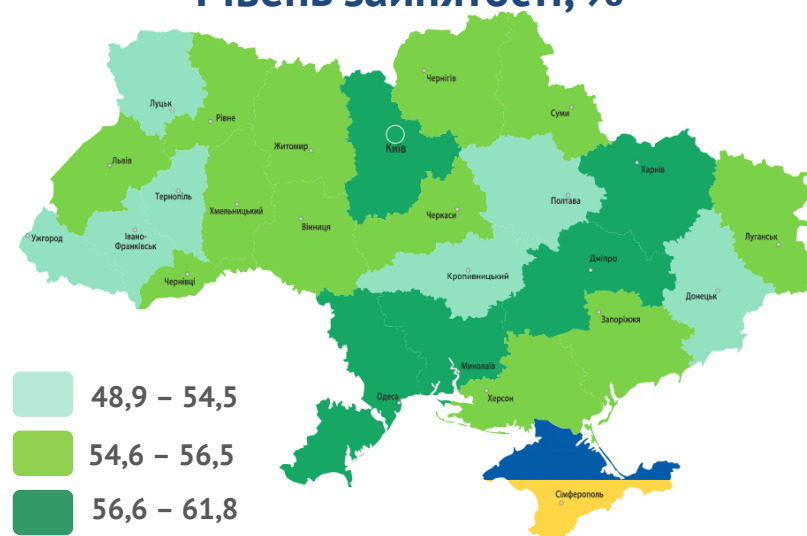 Рівень зайнятості, %
Чернігів
Луцьк
Суми
Рівне
Київ
Житомир
Львів
Харків
Тернопіль
Полтава
Хмельницький
Черкаси
Вінниця
Ужгород
Івано-
Франківськ
Луганськ
Дніпро
Чернівці
Кропивницький
Донецьк
Запоріжжя
Миколаїв
Одеса
Херсон
Сімферополь
48,9 – 54,5
54,6 – 56,5
56,6 – 61,8